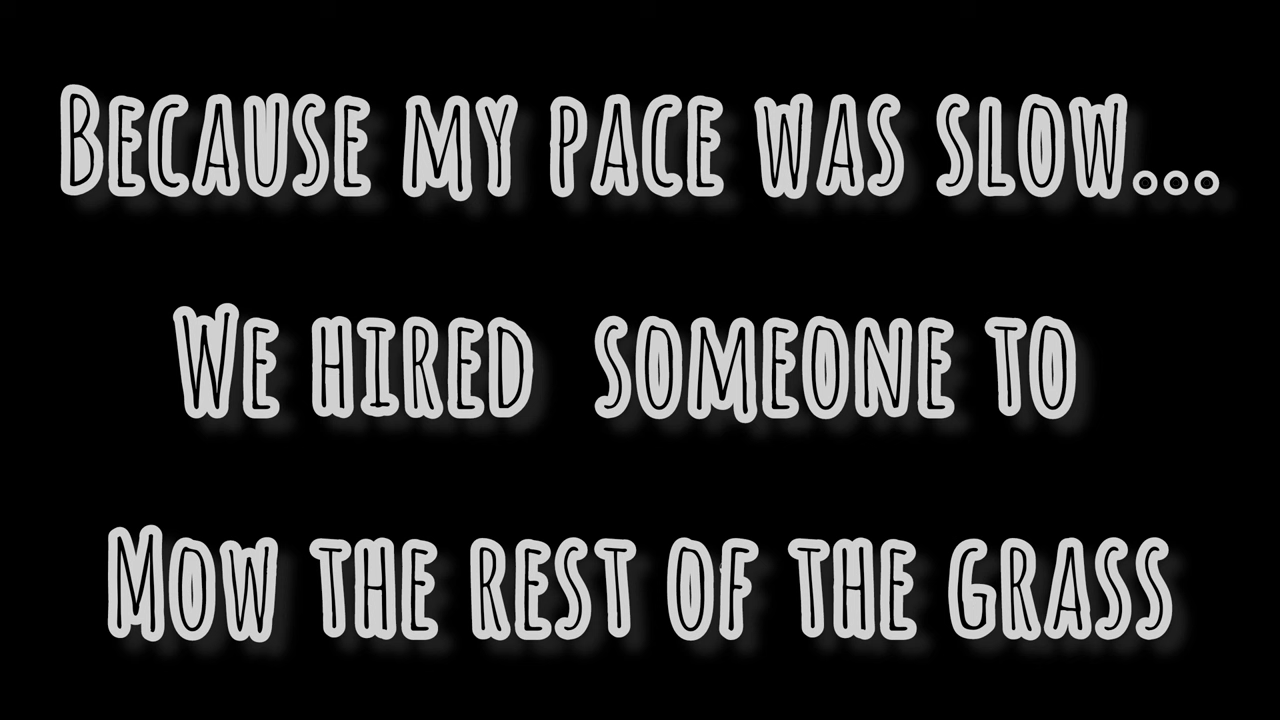 Because my pace was slow...
We hired someone to
Mow the rest of the grass